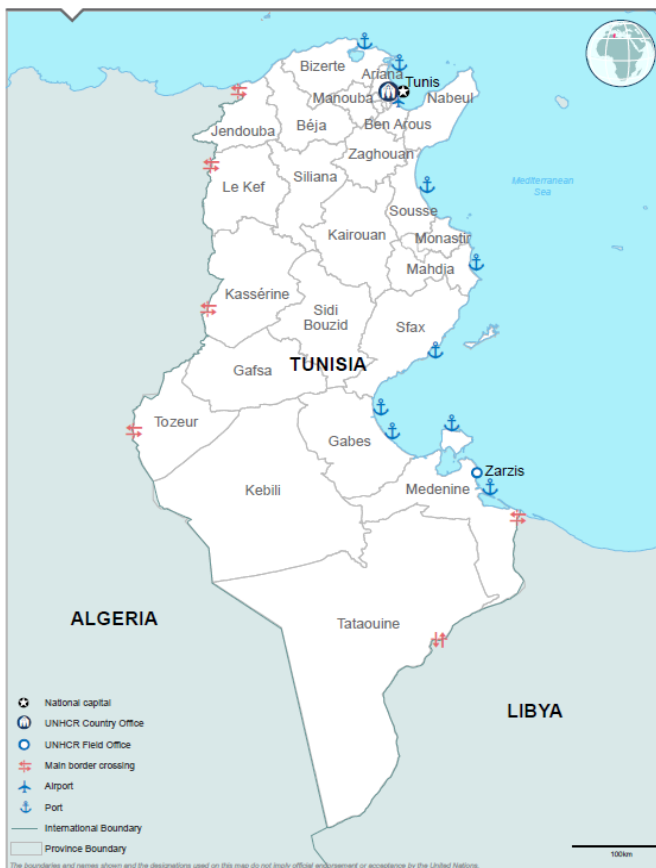 Bizerte
Ariana
Tunis
Manouba
Nabeul
Jendouba
Béja
Ben Arous
Zaghouan
Le Kef
Siliana
Mediterranean
Sea
Sousse
Kairouan
Monastir
Mahdia
Kassérine
Sidi
Bouzid
Sfax
TUNISIA
Gafsa
Tozeur
Gabes
Zarzis
Kebili
Medenine
ALGERIA
Tataouine
LIBYA
National capital
UNHCR Country Office
UNHCR Field Office
Main border crossing
Airport
Port
International Boundary
Province Boundary
100km
The boundaries and names shown and the designations used on this map do not imply official endorsement or acceptance by the United Nations.